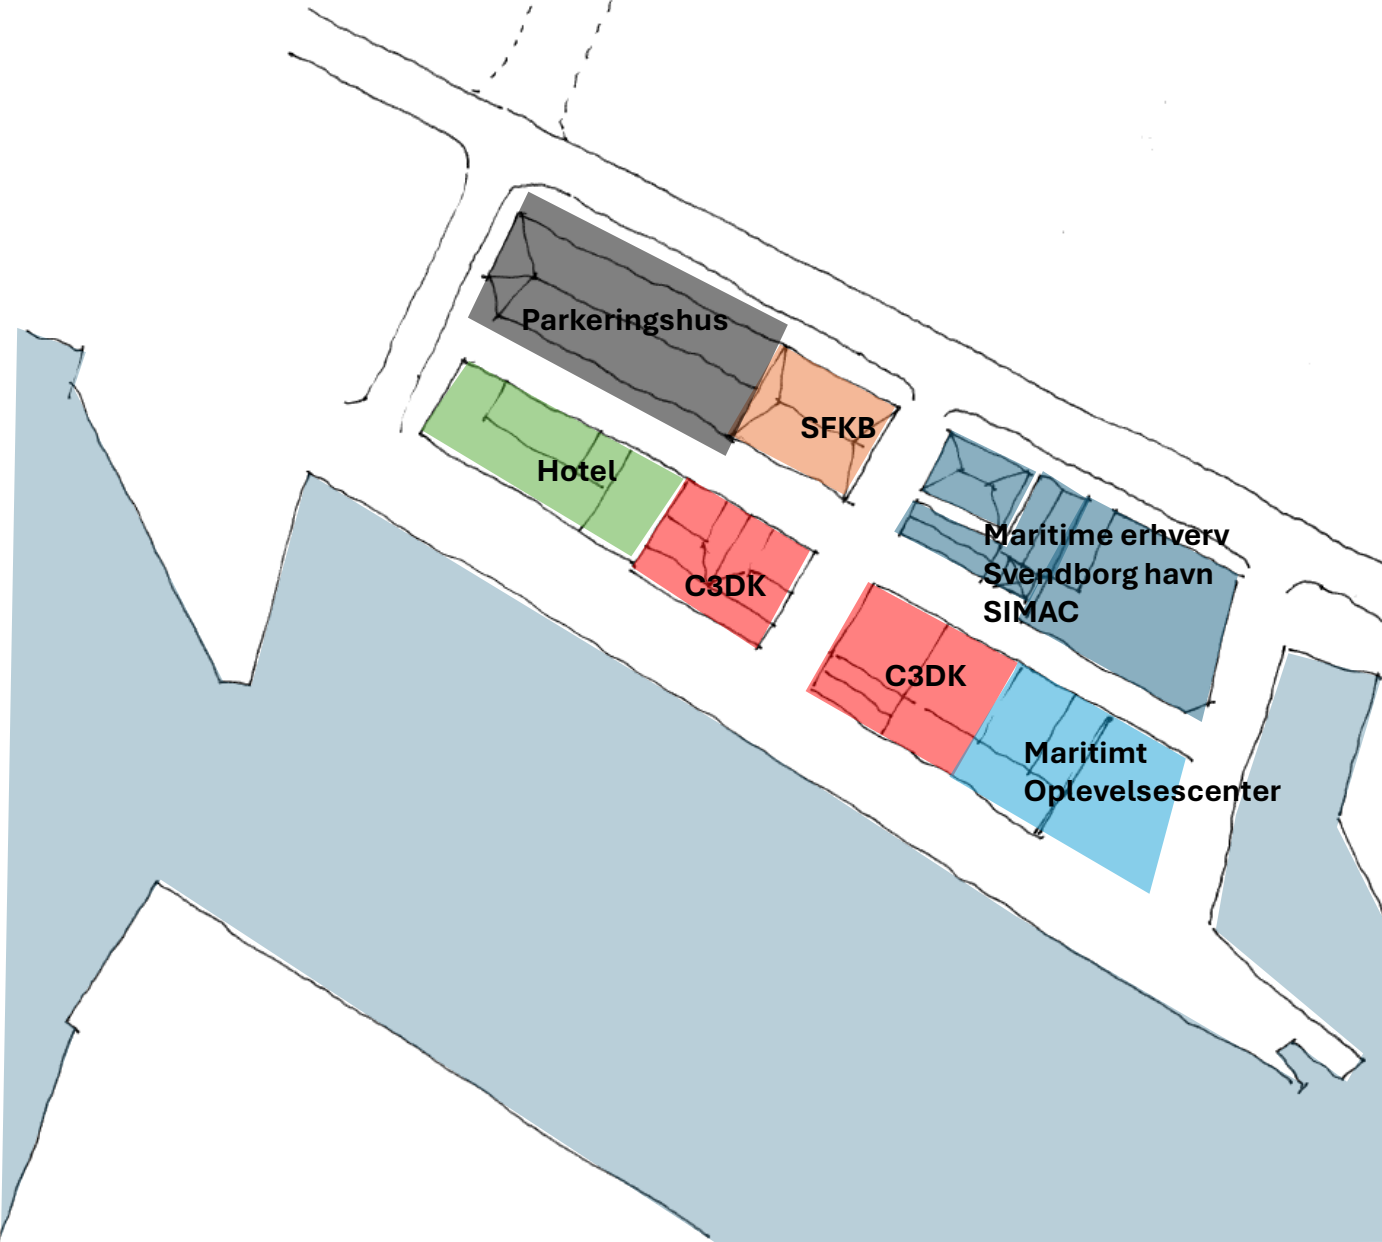 Parkeringshus
SFKB
Hotel
C3DK
Maritime erhverv
Svendborg havn
SIMAC
C3DK
Maritimt
Oplevelsescenter